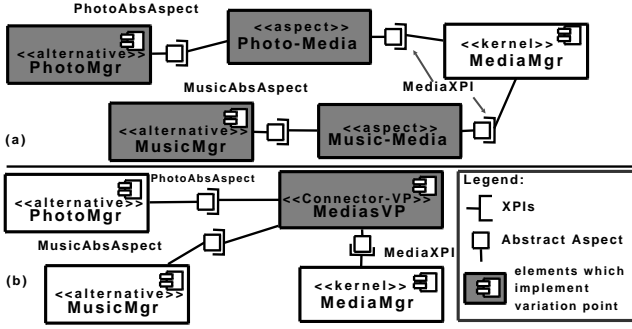 PhotoAbsAspect
<<alternative>>
PhotoMgr
<<aspect>>
Photo-Media
<<kernel>>
MediaMgr
MusicAbsAspect
MediaXPI
<<alternative>>
MusicMgr
<<aspect>>
Music-Media
(a)
PhotoAbsAspect
<<alternative>>
PhotoMgr
<<Connector-VP>>
MediasVP
MusicAbsAspect
MediaXPI
(b)
<<alternative>>
MusicMgr
<<kernel>>
MediaMgr
Legend:
XPIs
Abstract Aspect
elements which
implement
variation point